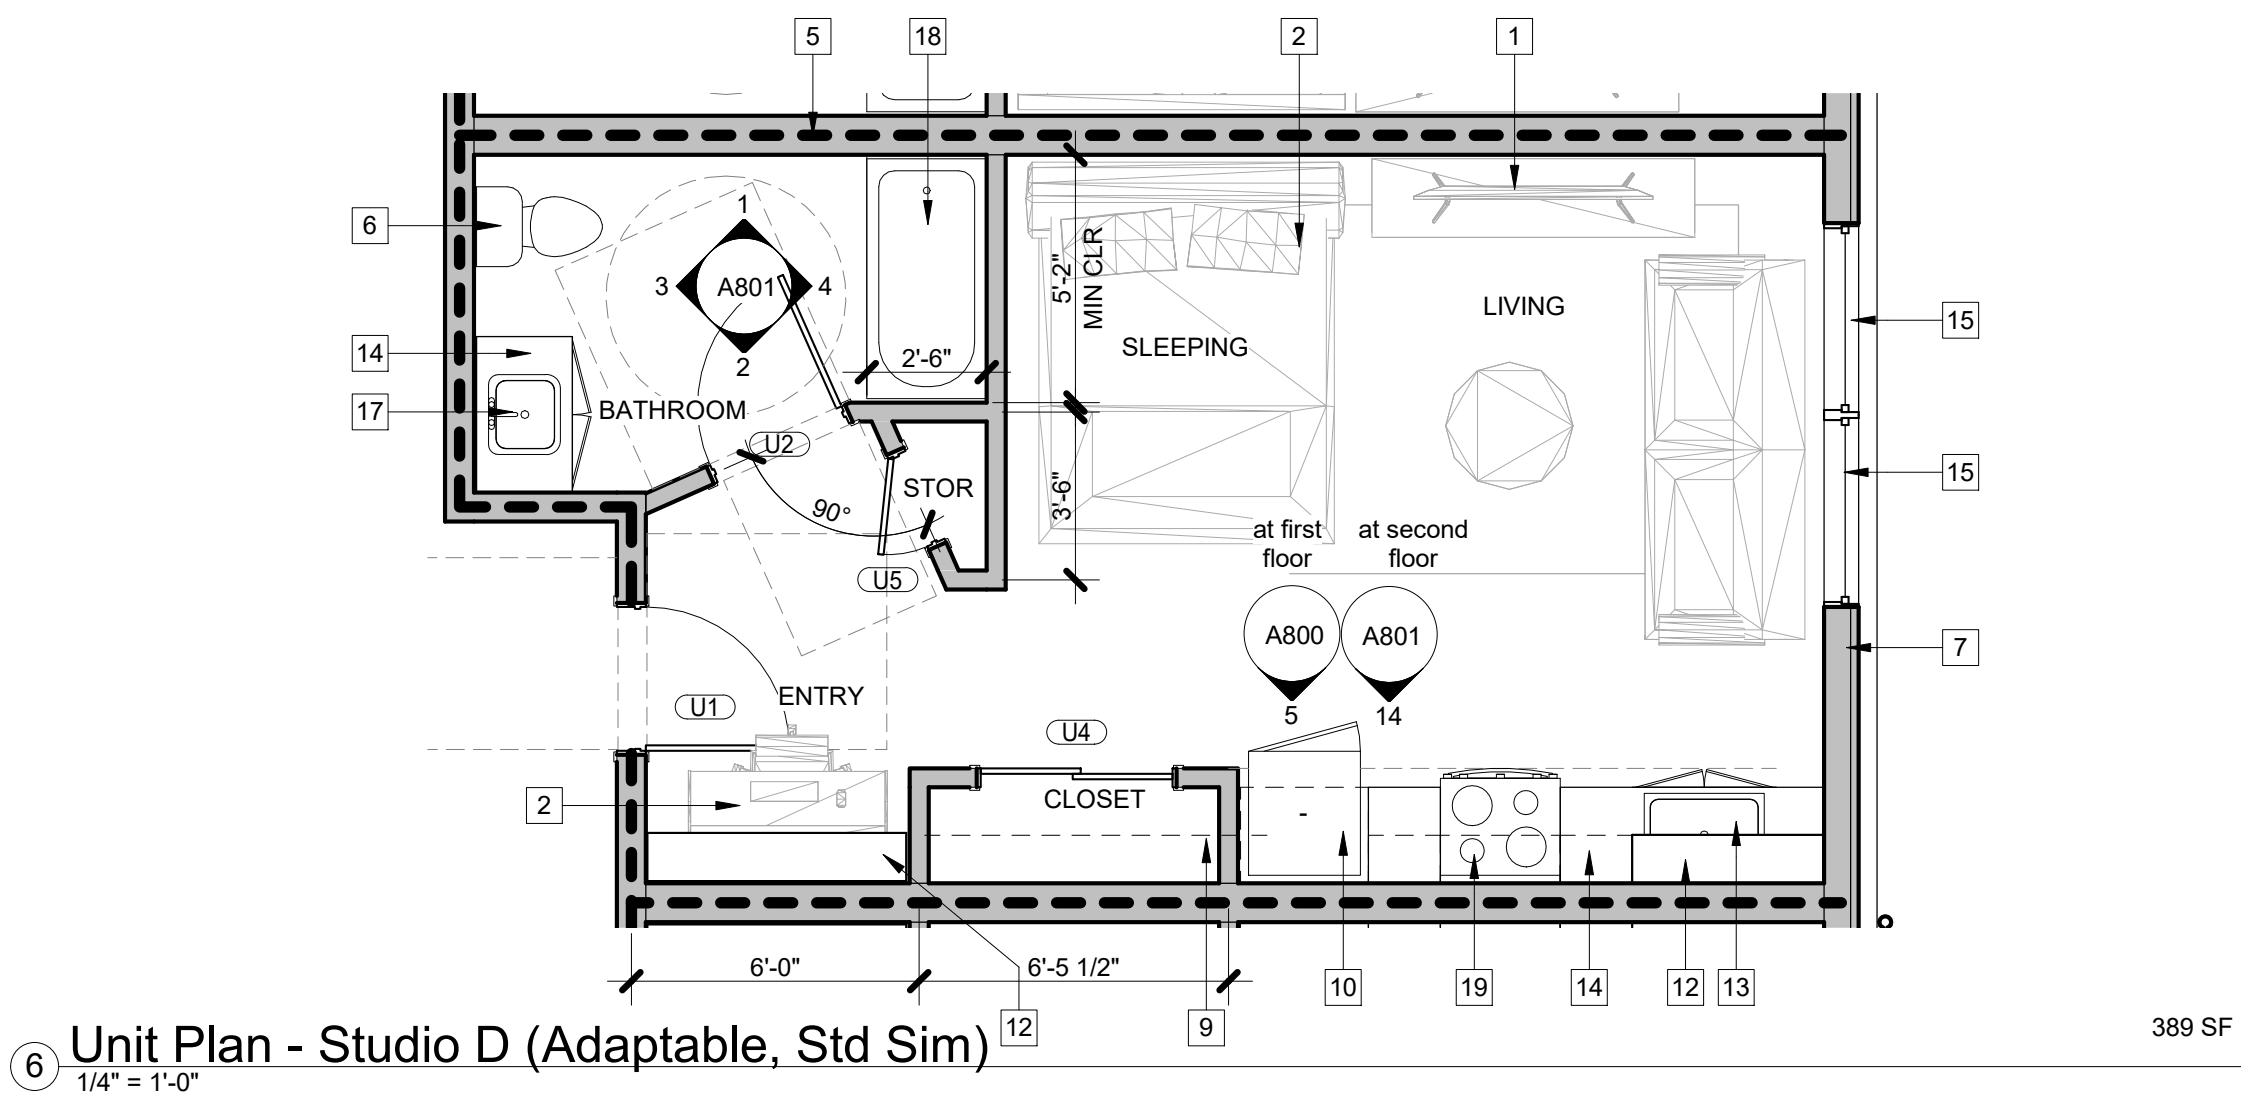 5
18
2
1
6
1
3
A801
4
2
14
17
BATHROOM
2'-6"
U2
5'-2"
MIN CLR
SLEEPING
LIVING
15
15
STOR
90°
3'-6"
U5
at first
floor
at second
floor
A800
A801
5
14
7
U1
ENTRY
U4
2
CLOSET
-
6'-0"
6'-5 1/2"
12
9
10
19
14
12
13
6
Unit Plan - Studio D (Adaptable, Std Sim)
1/4" = 1'-0"
389 SF